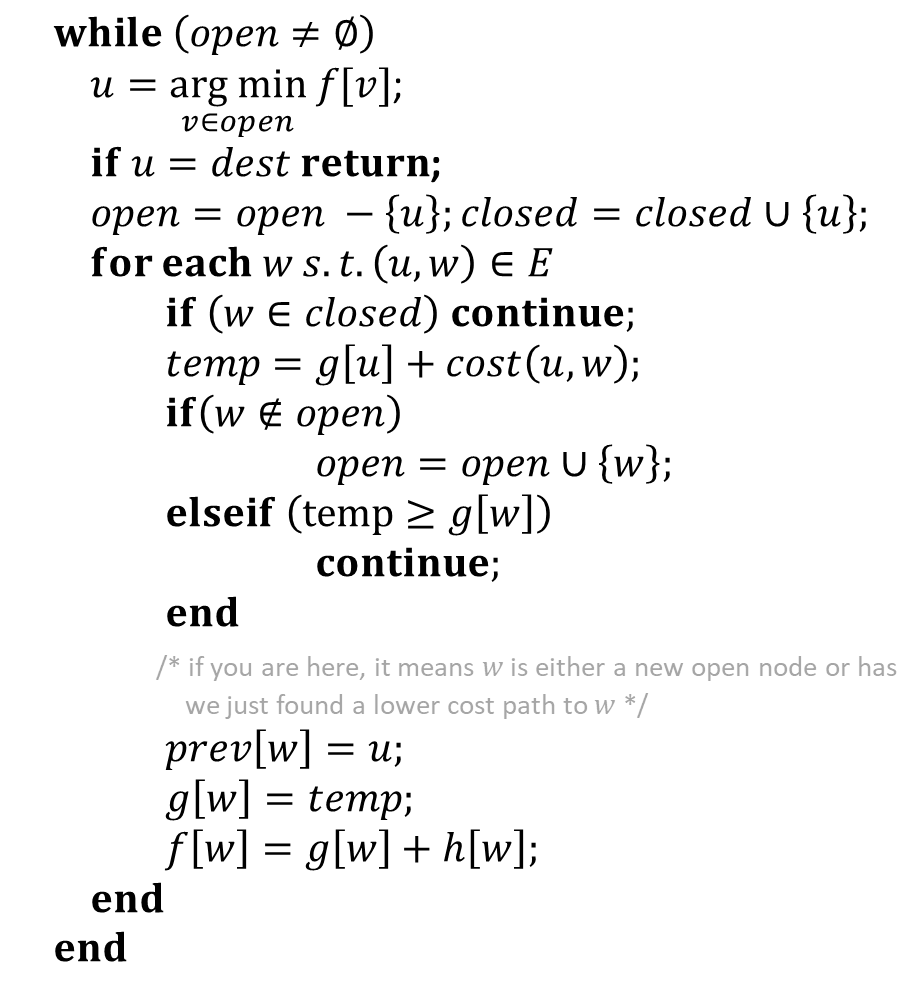 while (open ≠ ∅)
u = arg min f[v];
v∈open
if u = dest return;
open = open − {u}; closed = closed ∪ {u};
for each w s.t. (u, w) ∈ E
if (w ∈ closed) continue;
temp = g[u] + cost(u, w);
if(w ∉ open)
open = open ∪ {w};
elseif (temp ≥ g[w])
continue;
end
/* if you are here, it means w is either a new open node or has
we just found a lower cost path to w */
prev[w] = u;
g[w] = temp;
f[w] = g[w] + h[w];
end
end